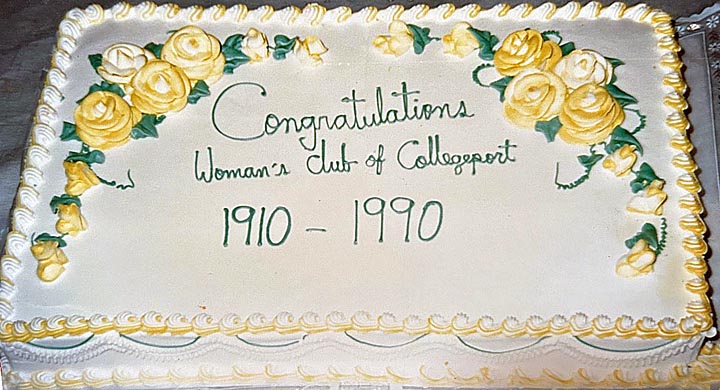 Congratulations
Woman's Club of Collegeport
1910 - 1990